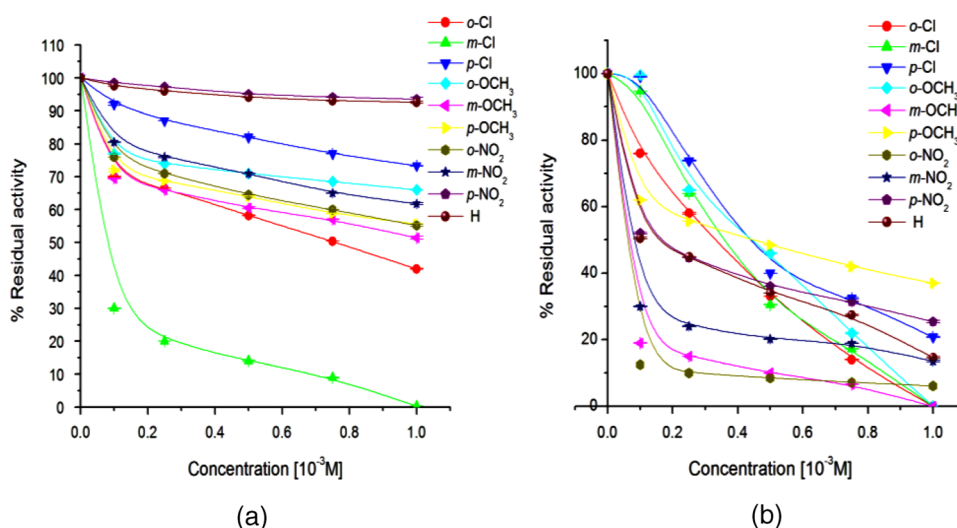 % Residual activity
110
100
90
80
70
60
50
40
30
20
10
0
0.0 0.2 0.4 0.6 0.8 1.0
Concentration [10⁻³M]
o-Cl
m-Cl
p-Cl
o-OCH₃
m-OCH₃
p-OCH₃
o-NO₂
m-NO₂
p-NO₂
H
(a)
% Residual activity
100
80
60
40
20
0
0.0 0.2 0.4 0.6 0.8 1.0
Concentration [10⁻³M]
o-Cl
m-Cl
p-Cl
o-OCH₃
m-OCH₃
p-OCH₃
o-NO₂
m-NO₂
p-NO₂
H
(b)